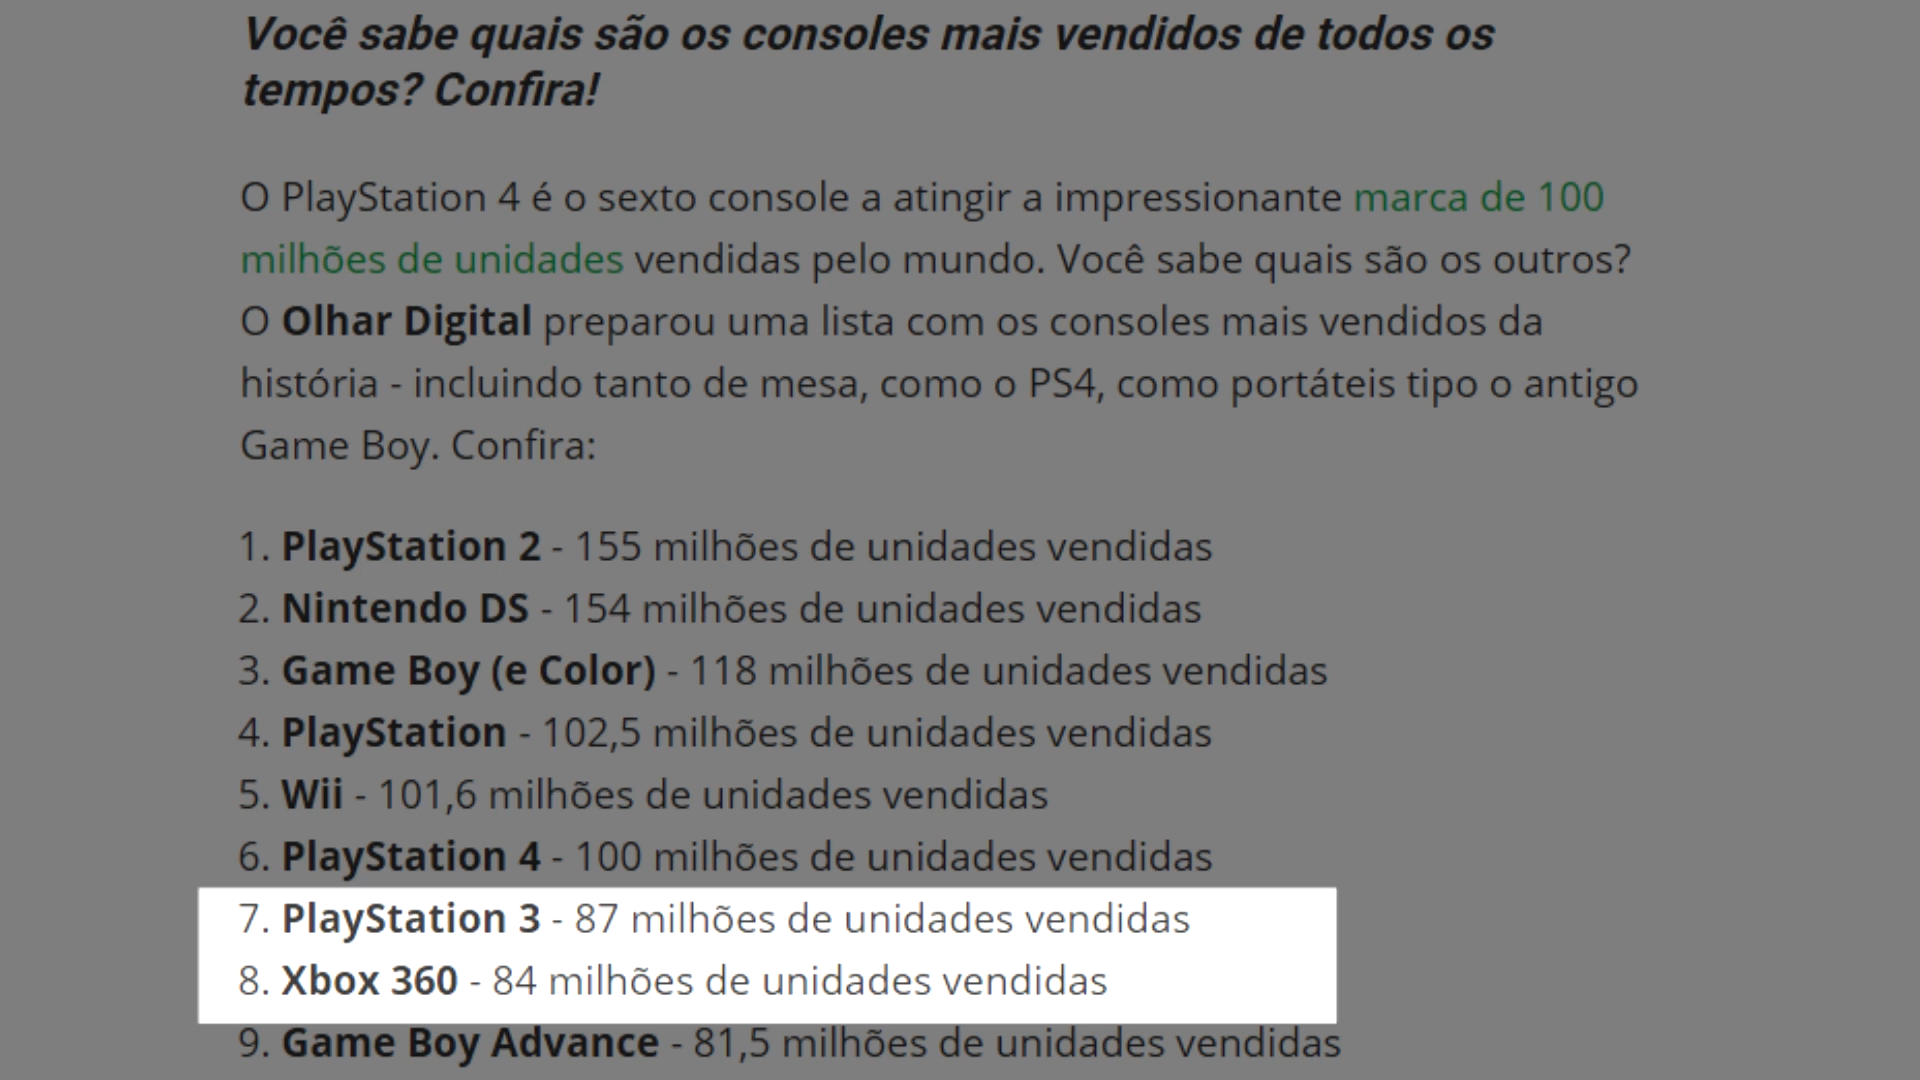 Você sabe quais são os consoles mais vendidos de todos os
tempos? Confira!
O PlayStation 4 é o sexto console a atingir a impressionante marca de 100
milhões de unidades vendidas pelo mundo. Você sabe quais são os outros?
O Olhar Digital preparou uma lista com os consoles mais vendidos da
história - incluindo tanto de mesa, como o PS4, como portáteis tipo o antigo
Game Boy. Confira:
1. PlayStation 2 - 155 milhões de unidades vendidas
2. Nintendo DS - 154 milhões de unidades vendidas
3. Game Boy (e Color) - 118 milhões de unidades vendidas
4. PlayStation - 102,5 milhões de unidades vendidas
5. Wii - 101,6 milhões de unidades vendidas
6. PlayStation 4 - 100 milhões de unidades vendidas
7. PlayStation 3 - 87 milhões de unidades vendidas
8. Xbox 360 - 84 milhões de unidades vendidas
9. Game Boy Advance - 81,5 milhões de unidades vendidas